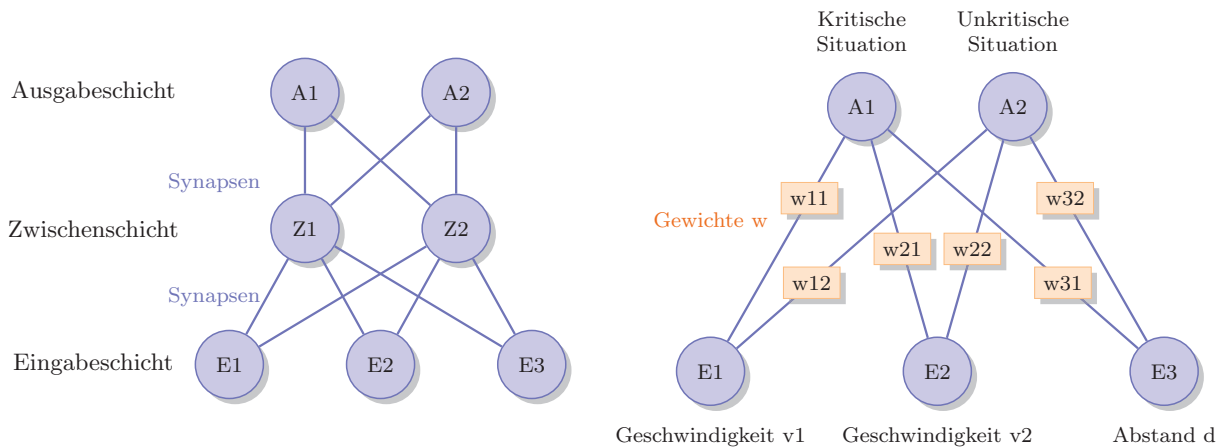 Ausgabeschicht
A1
A2
Synapsen
Zwischenschicht
Z1
Z2
Synapsen
Eingabeschicht
E1
E2
E3
Kritische
Situation
Unkritische
Situation
A1
A2
Gewichte w
w11
w32
w21
w22
w12
w31
E1
E2
E3
Geschwindigkeit v1
Geschwindigkeit v2
Abstand d